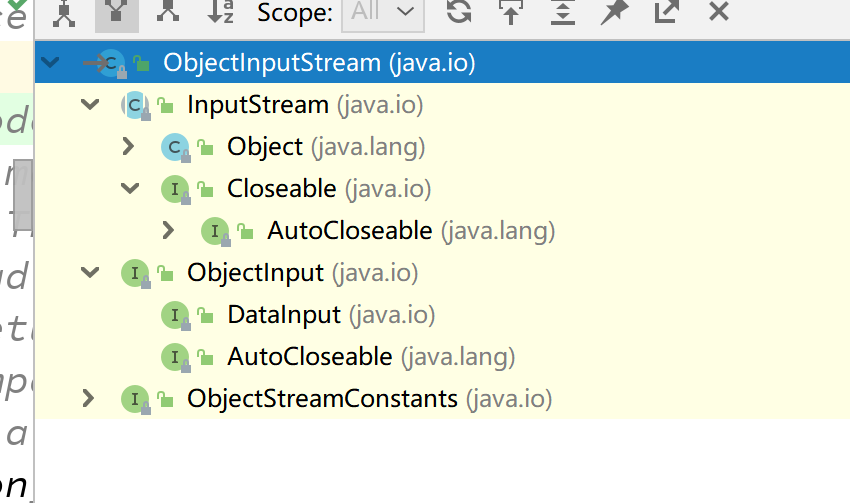 Scope: All
ObjectInputStream (java.io)
InputStream (java.io)
Object (java.lang)
Closeable (java.io)
AutoCloseable (java.lang)
ObjectInput (java.io)
DataInput (java.io)
AutoCloseable (java.lang)
ObjectStreamConstants (java.io)